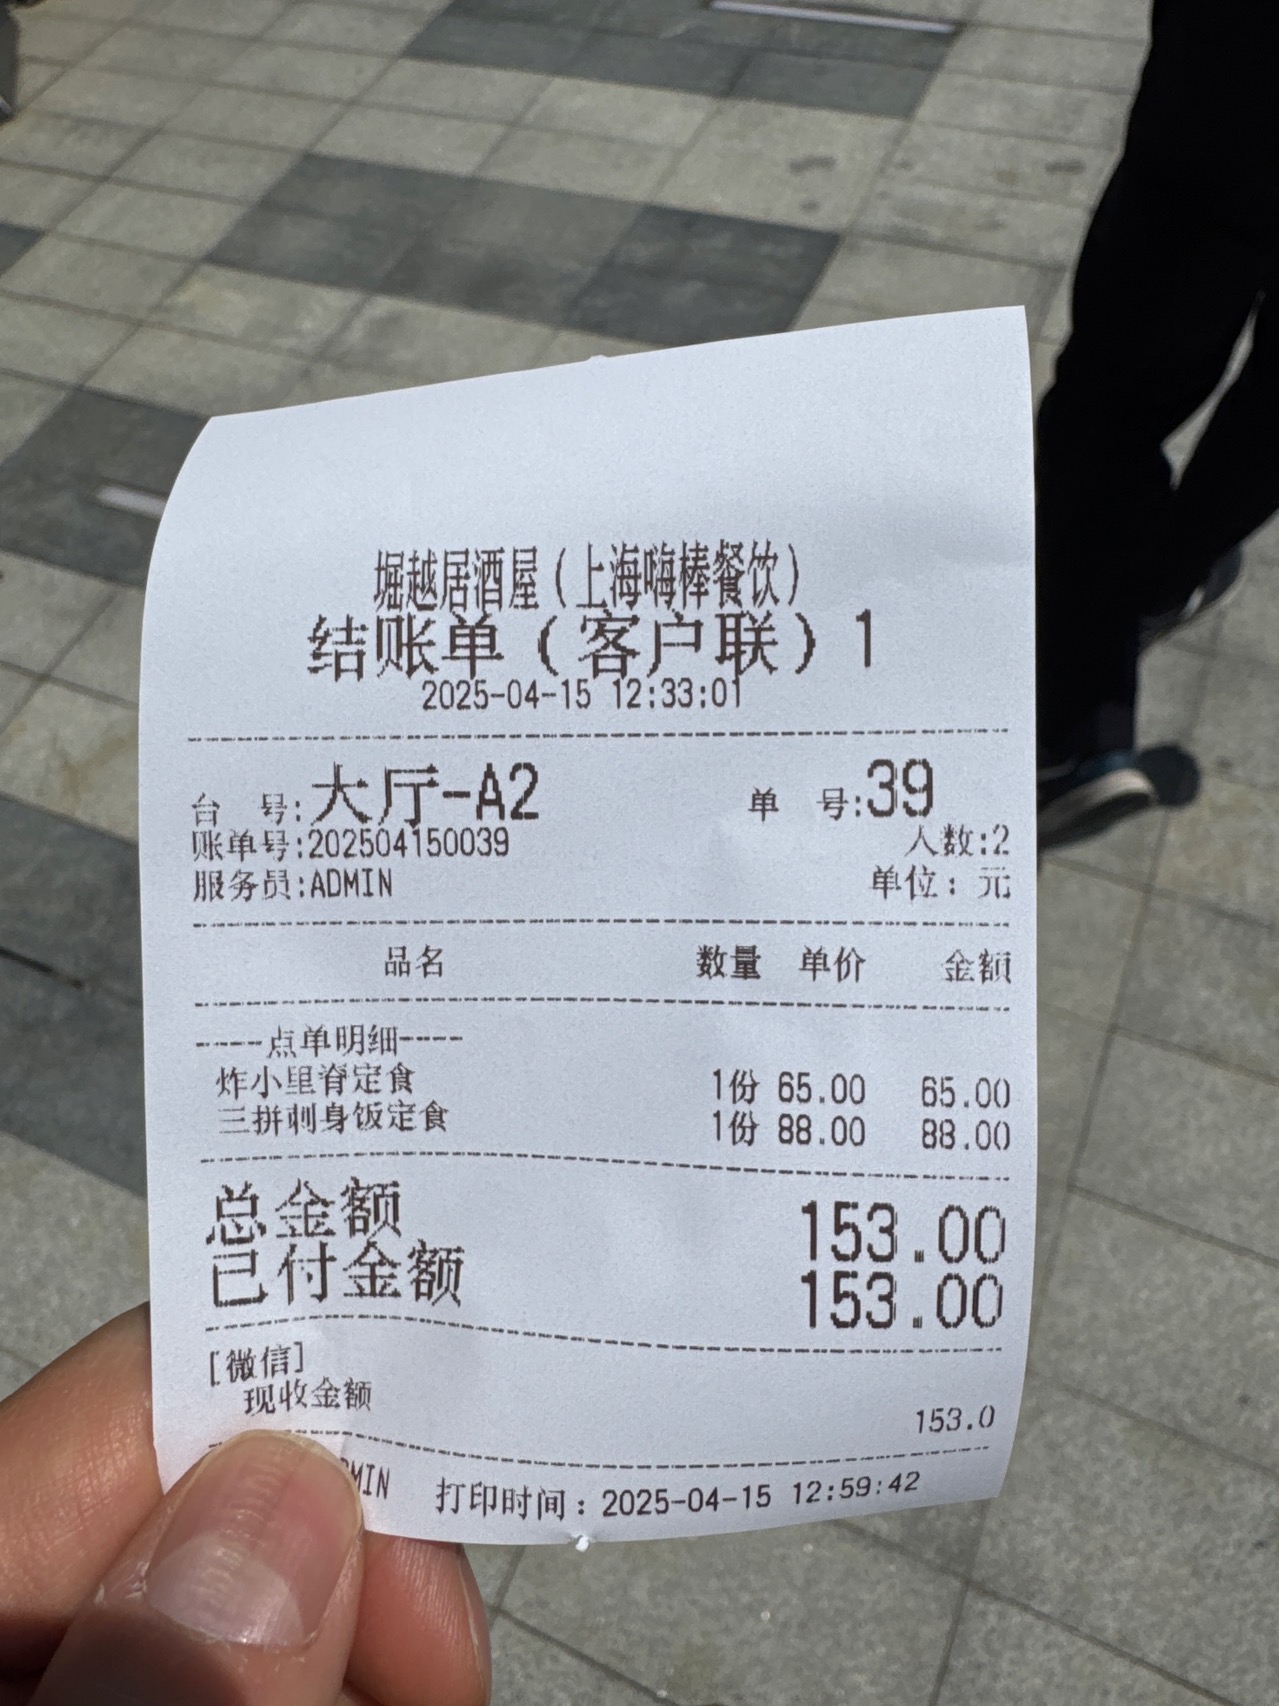 堀越居酒屋（上海嗨棒餐饮）
结账单（客户联）1
2025-04-15 12:33:01
台 号:大厅-A2 单 号:39
账单号:202504150039 人数:2
服务员:ADMIN 单位：元
品名 数量 单价 金额
----点单明细----
炸小里脊定食 1份 65.00 65.00
三拼刺身饭定食 1份 88.00 88.00
总金额 153.00
已付金额 153.00
[微信]
现收金额 153.0
MIN 打印时间：2025-04-15 12:59:42